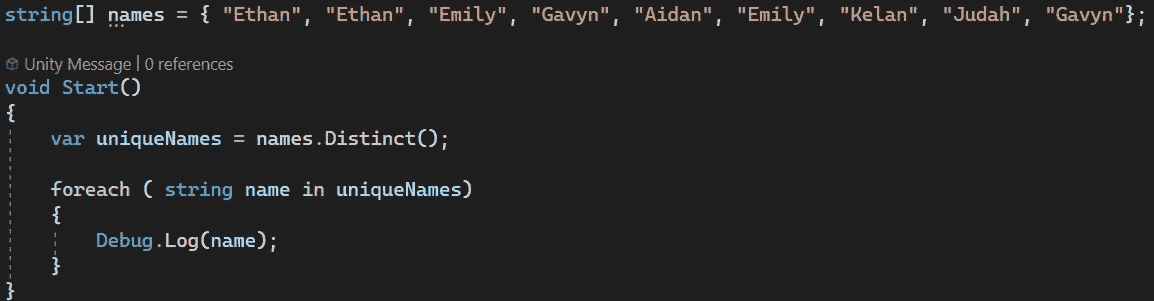 string[] names = { "Ethan", "Ethan", "Emily", "Gavyn", "Aidan", "Emily", "Kelan", "Judah", "Gavyn"};
Unity Message | 0 references
void Start()
{
var uniqueNames = names.Distinct();
foreach ( string name in uniqueNames)
{
Debug.Log(name);
}
}